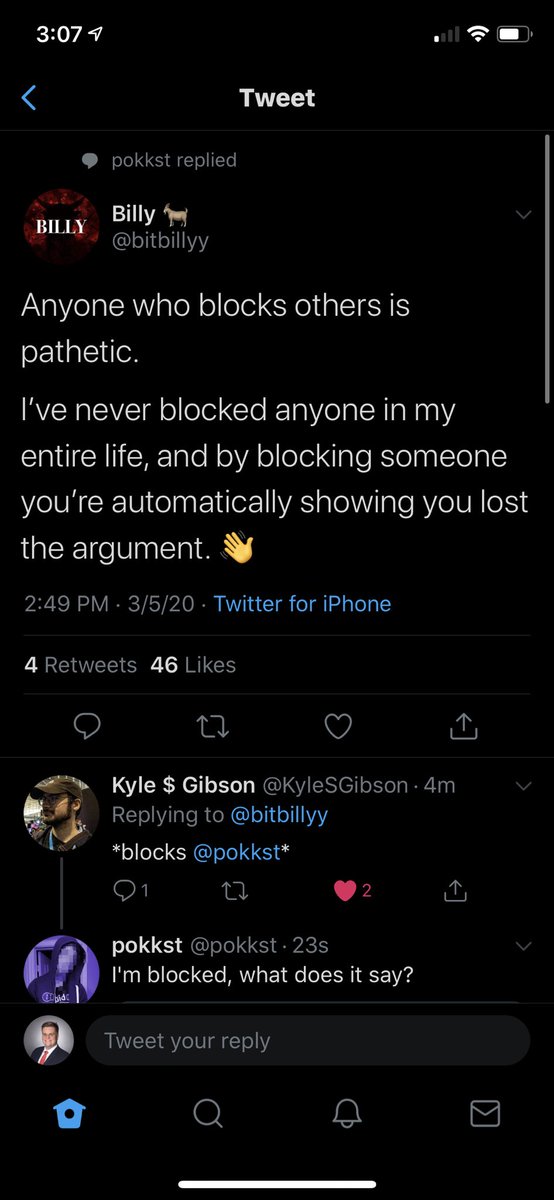 3:07
Tweet
pokkst replied
BILLY
Billy 🐐
@bitbillyy
Anyone who blocks others is
pathetic.
I've never blocked anyone in my
entire life, and by blocking someone
you're automatically showing you lost
the argument. 👋
2:49 PM · 3/5/20 · Twitter for iPhone
4 Retweets 46 Likes
Kyle $ Gibson @KyleSGibson · 4m
Replying to @bitbillyy
*blocks @pokkst*
1 2
pokkst @pokkst · 23s
I'm blocked, what does it say?
Tweet your reply